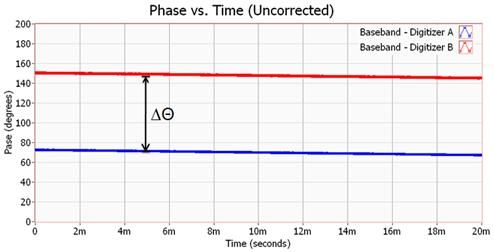 Phase vs. Time (Uncorrected)
Baseband - Digitizer A
Baseband - Digitizer B
Pase (degrees)
200
180
160
140
120
100
80
60
40
20
0
ΔΘ
0 2m 4m 6m 8m 10m 12m 14m 16m 18m 20m
Time (seconds)